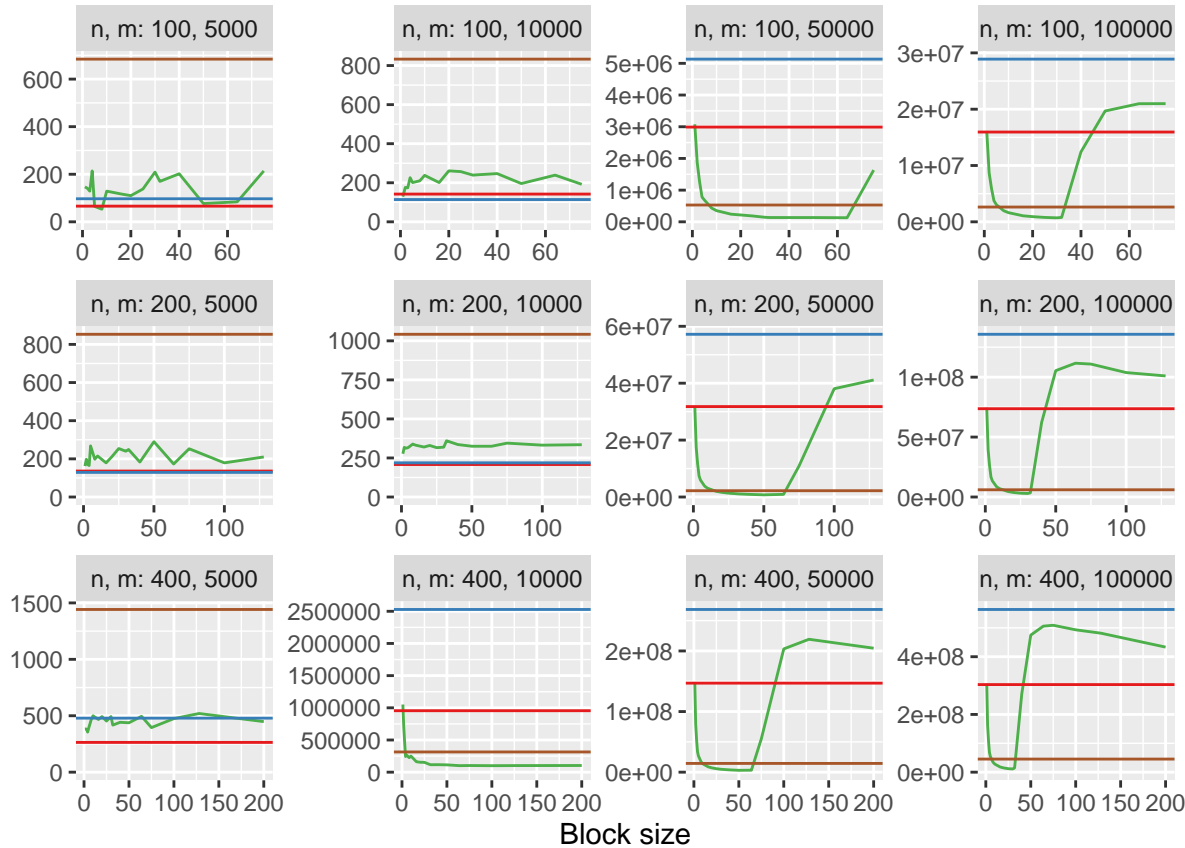 n, m: 100, 5000
n, m: 100, 10000
n, m: 100, 50000
n, m: 100, 100000
600
400
200
0
0 20 40 60
800
600
400
200
0
0 20 40 60
5e+06
4e+06
3e+06
2e+06
1e+06
0e+00
0 20 40 60
3e+07
2e+07
1e+07
0e+00
0 20 40 60
n, m: 200, 5000
n, m: 200, 10000
n, m: 200, 50000
n, m: 200, 100000
800
600
400
200
0
0 50 100
1000
750
500
250
0
0 50 100
6e+07
4e+07
2e+07
0e+00
0 50 100
1e+08
5e+07
0e+00
0 50 100
n, m: 400, 5000
n, m: 400, 10000
n, m: 400, 50000
n, m: 400, 100000
1500
1000
500
0
0 50 100 150 200
2500000
2000000
1500000
1000000
500000
0
0 50 100 150 200
2e+08
1e+08
0e+00
0 50 100 150 200
4e+08
2e+08
0e+00
0 50 100 150 200
Block size